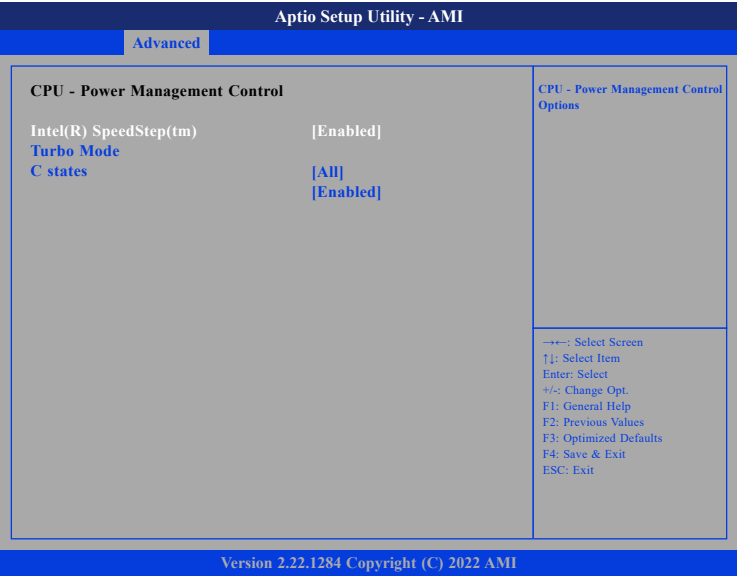 Aptio Setup Utility - AMI
Advanced
CPU - Power Management Control
Intel(R) SpeedStep(tm) [Enabled]
Turbo Mode
C states [All]
[Enabled]
CPU - Power Management Control
Options
→←: Select Screen
↑↓: Select Item
Enter: Select
+/-: Change Opt.
F1: General Help
F2: Previous Values
F3: Optimized Defaults
F4: Save & Exit
ESC: Exit
Version 2.22.1284 Copyright (C) 2022 AMI